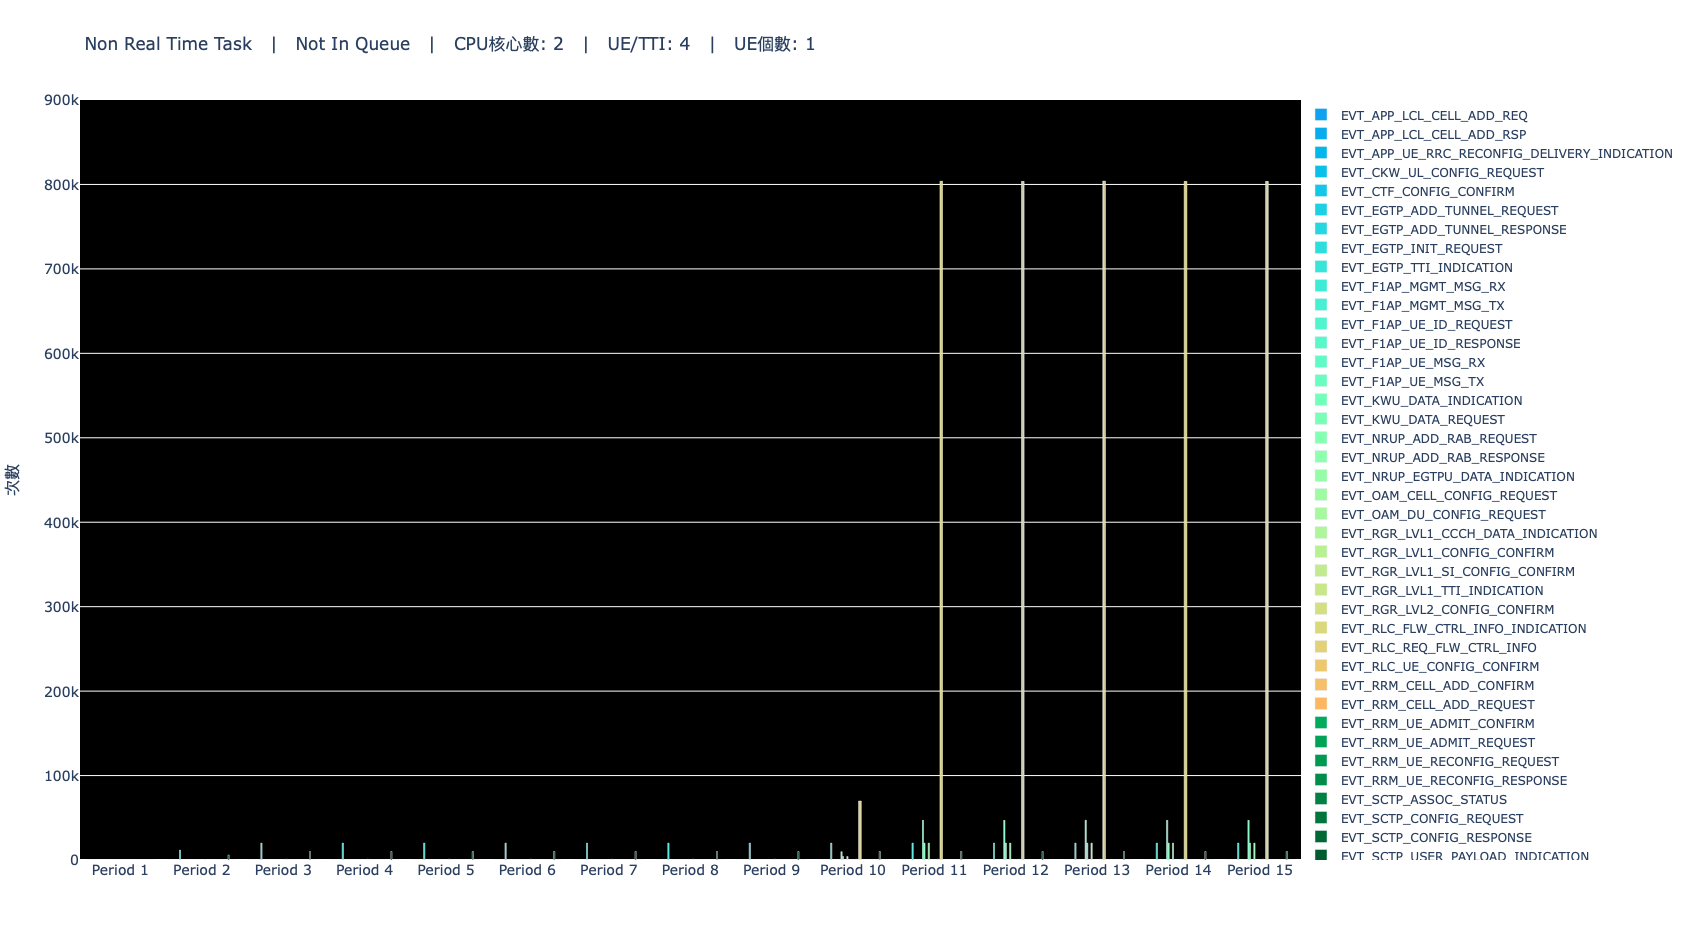 Non Real Time Task | Not In Queue | CPU核心數: 2 | UE/TTI: 4 | UE個數: 1
900k
800k
700k
600k
500k
400k
300k
200k
100k
0
次數
Period 1 Period 2 Period 3 Period 4 Period 5 Period 6 Period 7 Period 8 Period 9 Period 10 Period 11 Period 12 Period 13 Period 14 Period 15
EVT_APP_LCL_CELL_ADD_REQ
EVT_APP_LCL_CELL_ADD_RSP
EVT_APP_UE_RRC_RECONFIG_DELIVERY_INDICATION
EVT_CKW_UL_CONFIG_REQUEST
EVT_CTF_CONFIG_CONFIRM
EVT_EGTP_ADD_TUNNEL_REQUEST
EVT_EGTP_ADD_TUNNEL_RESPONSE
EVT_EGTP_INIT_REQUEST
EVT_EGTP_TTI_INDICATION
EVT_F1AP_MGMT_MSG_RX
EVT_F1AP_MGMT_MSG_TX
EVT_F1AP_UE_ID_REQUEST
EVT_F1AP_UE_ID_RESPONSE
EVT_F1AP_UE_MSG_RX
EVT_F1AP_UE_MSG_TX
EVT_KWU_DATA_INDICATION
EVT_KWU_DATA_REQUEST
EVT_NRUP_ADD_RAB_REQUEST
EVT_NRUP_ADD_RAB_RESPONSE
EVT_NRUP_EGTPU_DATA_INDICATION
EVT_OAM_CELL_CONFIG_REQUEST
EVT_OAM_DU_CONFIG_REQUEST
EVT_RGR_LVL1_CCCH_DATA_INDICATION
EVT_RGR_LVL1_CONFIG_CONFIRM
EVT_RGR_LVL1_SI_CONFIG_CONFIRM
EVT_RGR_LVL1_TTI_INDICATION
EVT_RGR_LVL2_CONFIG_CONFIRM
EVT_RLC_FLW_CTRL_INFO_INDICATION
EVT_RLC_REQ_FLW_CTRL_INFO
EVT_RLC_UE_CONFIG_CONFIRM
EVT_RRM_CELL_ADD_CONFIRM
EVT_RRM_CELL_ADD_REQUEST
EVT_RRM_UE_ADMIT_CONFIRM
EVT_RRM_UE_ADMIT_REQUEST
EVT_RRM_UE_RECONFIG_REQUEST
EVT_RRM_UE_RECONFIG_RESPONSE
EVT_SCTP_ASSOC_STATUS
EVT_SCTP_CONFIG_REQUEST
EVT_SCTP_CONFIG_RESPONSE
EVT_SCTP_USER_PAYLOAD_INDICATION